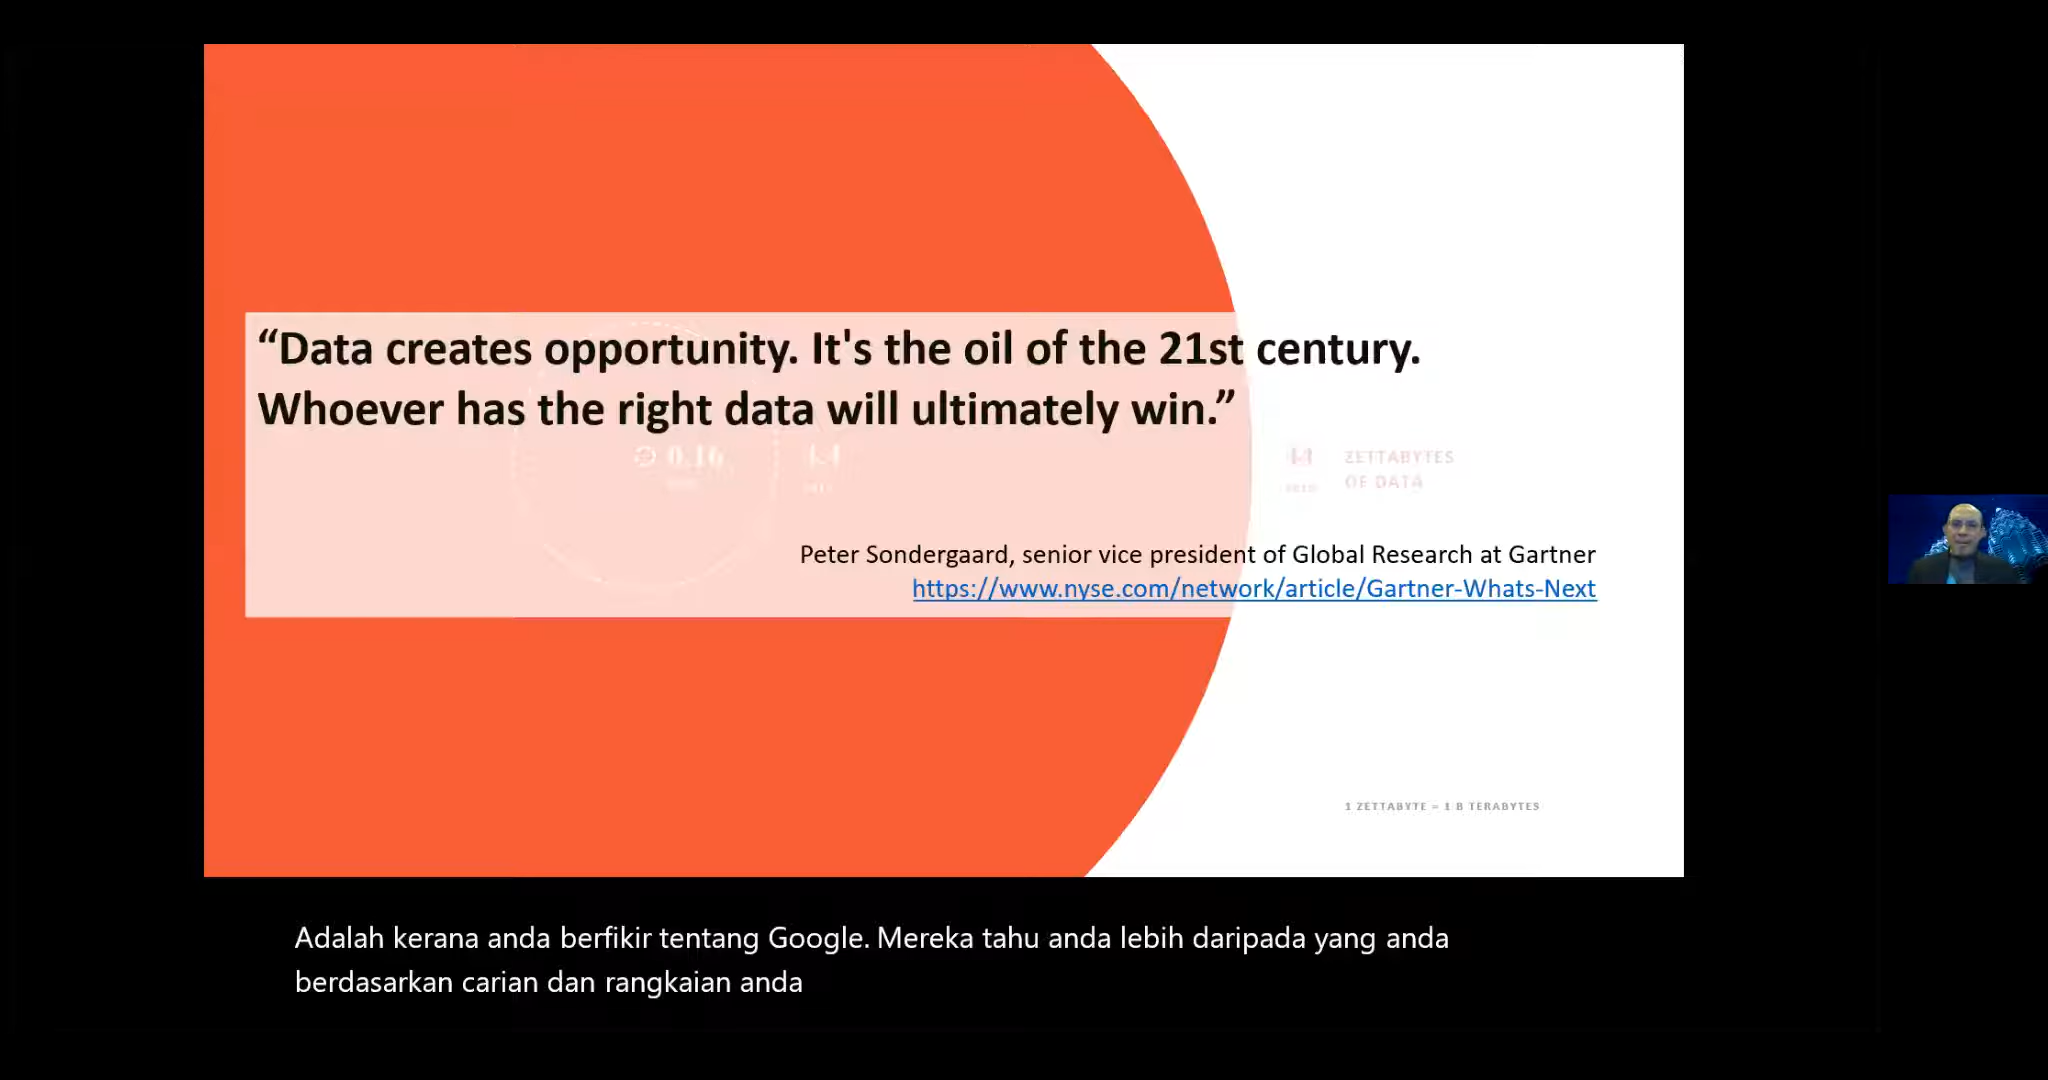 “Data creates opportunity. It's the oil of the 21st century.
Whoever has the right data will ultimately win.”
0.16
44
ZETTABYTES
OF DATA
Peter Sondergaard, senior vice president of Global Research at Gartner
https://www.nyse.com/network/article/Gartner-Whats-Next
1 ZETTABYTE = 1 B TERABYTES
Adalah kerana anda berfikir tentang Google. Mereka tahu anda lebih daripada yang anda
berdasarkan carian dan rangkaian anda